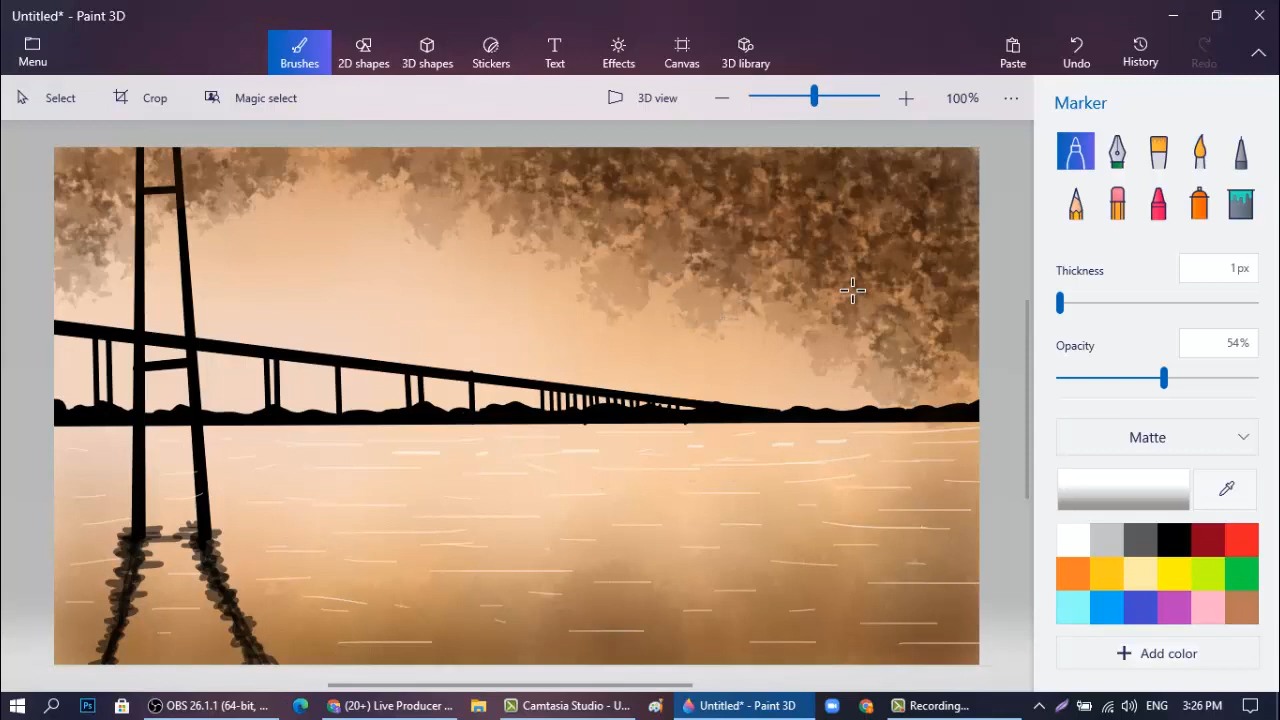 Untitled* - Paint 3D
Menu
Brushes
2D shapes
3D shapes
Stickers
Text
Effects
Canvas
3D library
Paste
Undo
History
Redo
Select
Crop
Magic select
3D view
100%
Marker
Thickness
1px
Opacity
54%
Matte
Add color
Ps
OBS 26.1.1 (64-bit, ...
(20+) Live Producer ...
Camtasia Studio - U...
Untitled* - Paint 3D
Recording...
ENG
3:26 PM